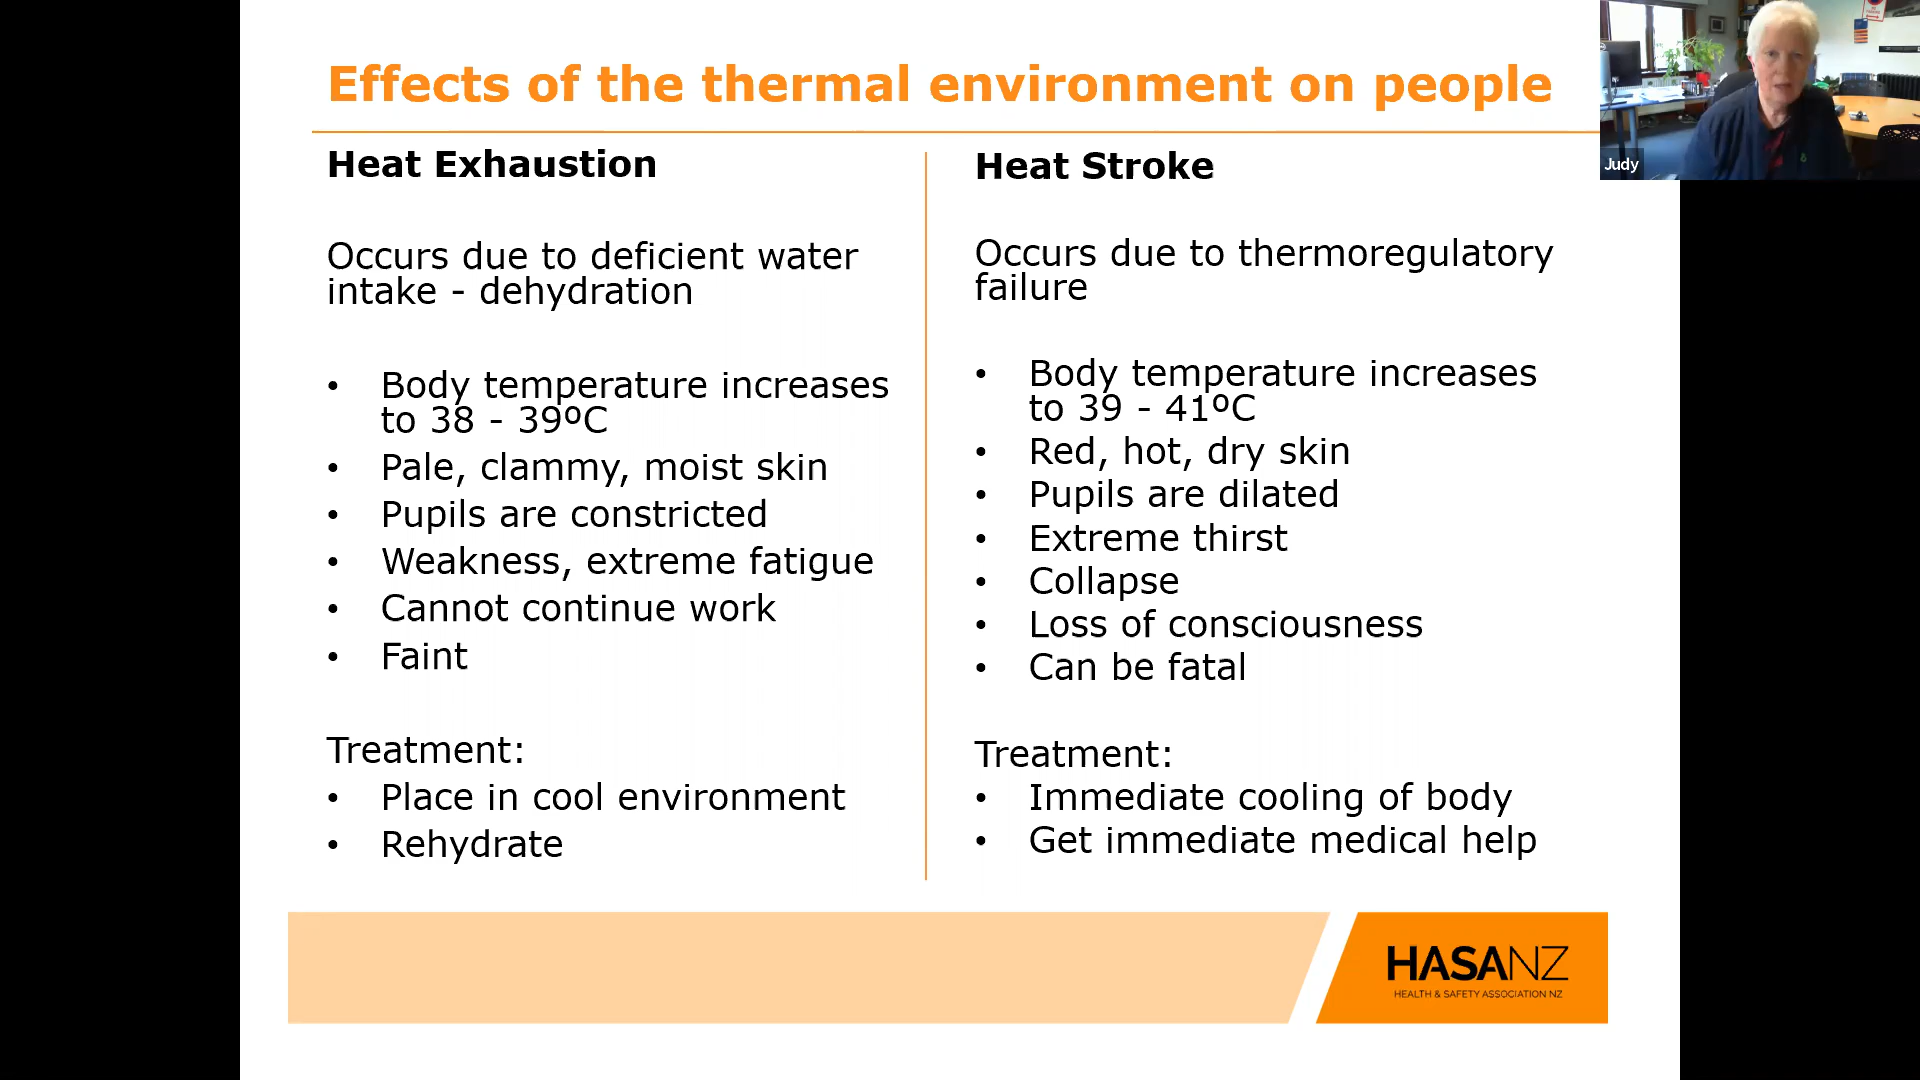 Effects of the thermal environment on people
Judy
Heat Exhaustion
Occurs due to deficient water
intake - dehydration
• Body temperature increases
to 38 - 39ºC
• Pale, clammy, moist skin
• Pupils are constricted
• Weakness, extreme fatigue
• Cannot continue work
• Faint
Treatment:
• Place in cool environment
• Rehydrate
Heat Stroke
Occurs due to thermoregulatory
failure
• Body temperature increases
to 39 - 41ºC
• Red, hot, dry skin
• Pupils are dilated
• Extreme thirst
• Collapse
• Loss of consciousness
• Can be fatal
Treatment:
• Immediate cooling of body
• Get immediate medical help
HASANZ
HEALTH & SAFETY ASSOCIATION NZ